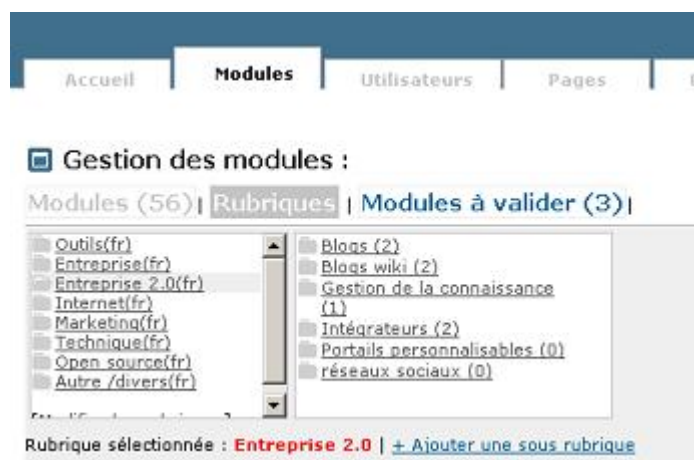 Accueil Modules Utilisateurs Pages
Gestion des modules :
Modules (56)| Rubriques | Modules à valider (3)|
Outils(fr)
Entreprise(fr)
Entreprise 2.0(fr)
Internet(fr)
Marketing(fr)
Technique(fr)
Open source(fr)
Autre /divers(fr)
Blogs (2)
Blogs wiki (2)
Gestion de la connaissance
(1)
Intégrateurs (2)
Portails personnalisables (0)
réseaux sociaux (0)
Rubrique sélectionnée : Entreprise 2.0 | + Ajouter une sous rubrique